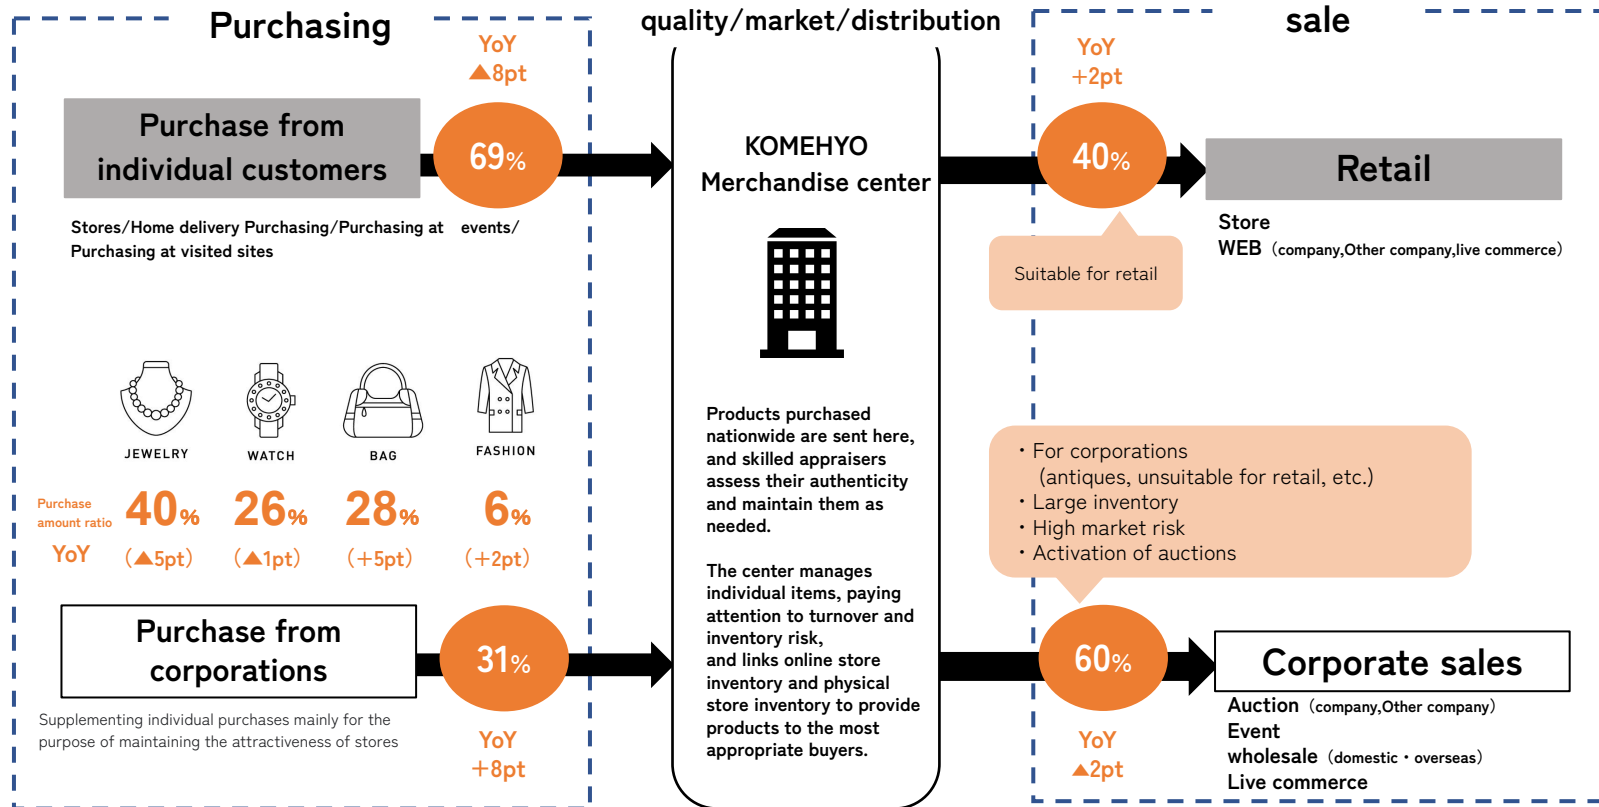 Purchasing
YoY
▲8pt
Purchase from
individual customers
69%
Stores/Home delivery Purchasing/Purchasing at events/
Purchasing at visited sites
JEWELRY
WATCH
BAG
FASHION
Purchase
amount ratio
40%
26%
28%
6%
YoY
（▲5pt）
（▲1pt）
（+5pt）
（+2pt）
Purchase from
corporations
31%
Supplementing individual purchases mainly for the
purpose of maintaining the attractiveness of stores
YoY
+8pt
quality/market/distribution
KOMEHYO
Merchandise center
Products purchased
nationwide are sent here,
and skilled appraisers
assess their authenticity
and maintain them as
needed.
The center manages
individual items, paying
attention to turnover and
inventory risk,
and links online store
inventory and physical
store inventory to provide
products to the most
appropriate buyers.
sale
YoY
+2pt
40%
Retail
Suitable for retail
Store
WEB（company,Other company,live commerce）
・For corporations
(antiques, unsuitable for retail, etc.)
・Large inventory
・High market risk
・Activation of auctions
60%
Corporate sales
YoY
▲2pt
Auction（company,Other company）
Event
wholesale（domestic・overseas）
Live commerce